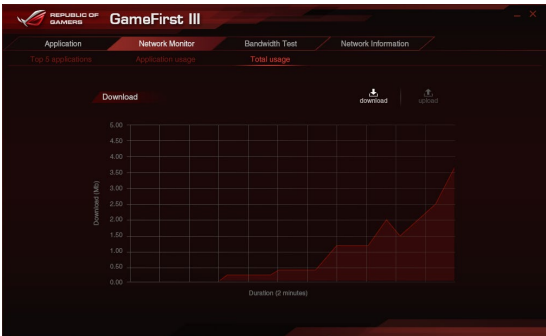 REPUBLIC OF
GAMERS
GameFirst III
Application Network Monitor Bandwidth Test Network Information
Top 5 applications Application usage Total usage
Download
download upload
5.00
4.50
4.00
3.50
3.00
2.50
2.00
1.50
1.00
0.50
0.00
Download (Mb)
Duration (2 minutes)